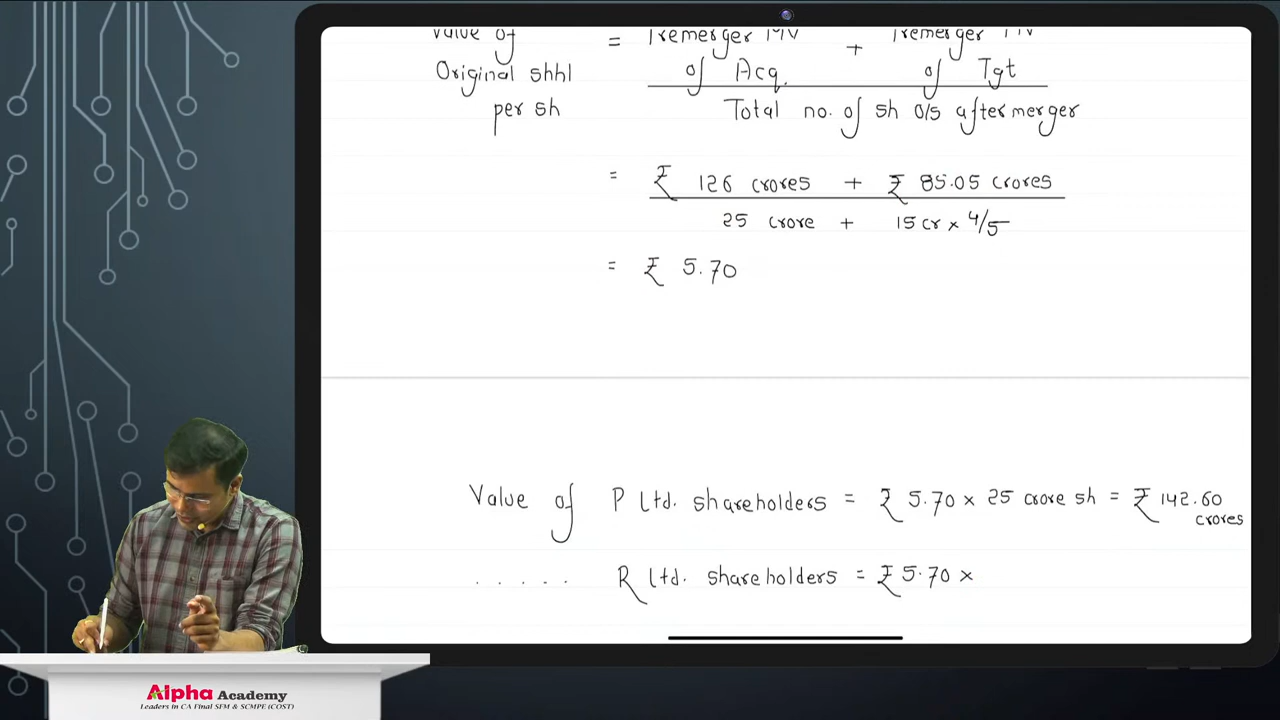 Value of = Premerger MV + Premerger MV
Original shhl of Acq. of Tgt
per sh Total no. of sh o/s after merger
= ₹ 126 crores + ₹ 85.05 crores
25 crore + 15 cr × 4/5
= ₹ 5.70
Value of P Ltd. shareholders = ₹ 5.70 × 25 crore sh = ₹ 142.60
crores
..... R Ltd. shareholders = ₹ 5.70 ×
Alpha Academy
Leaders in CA Final SFM & SCMPE (COST)